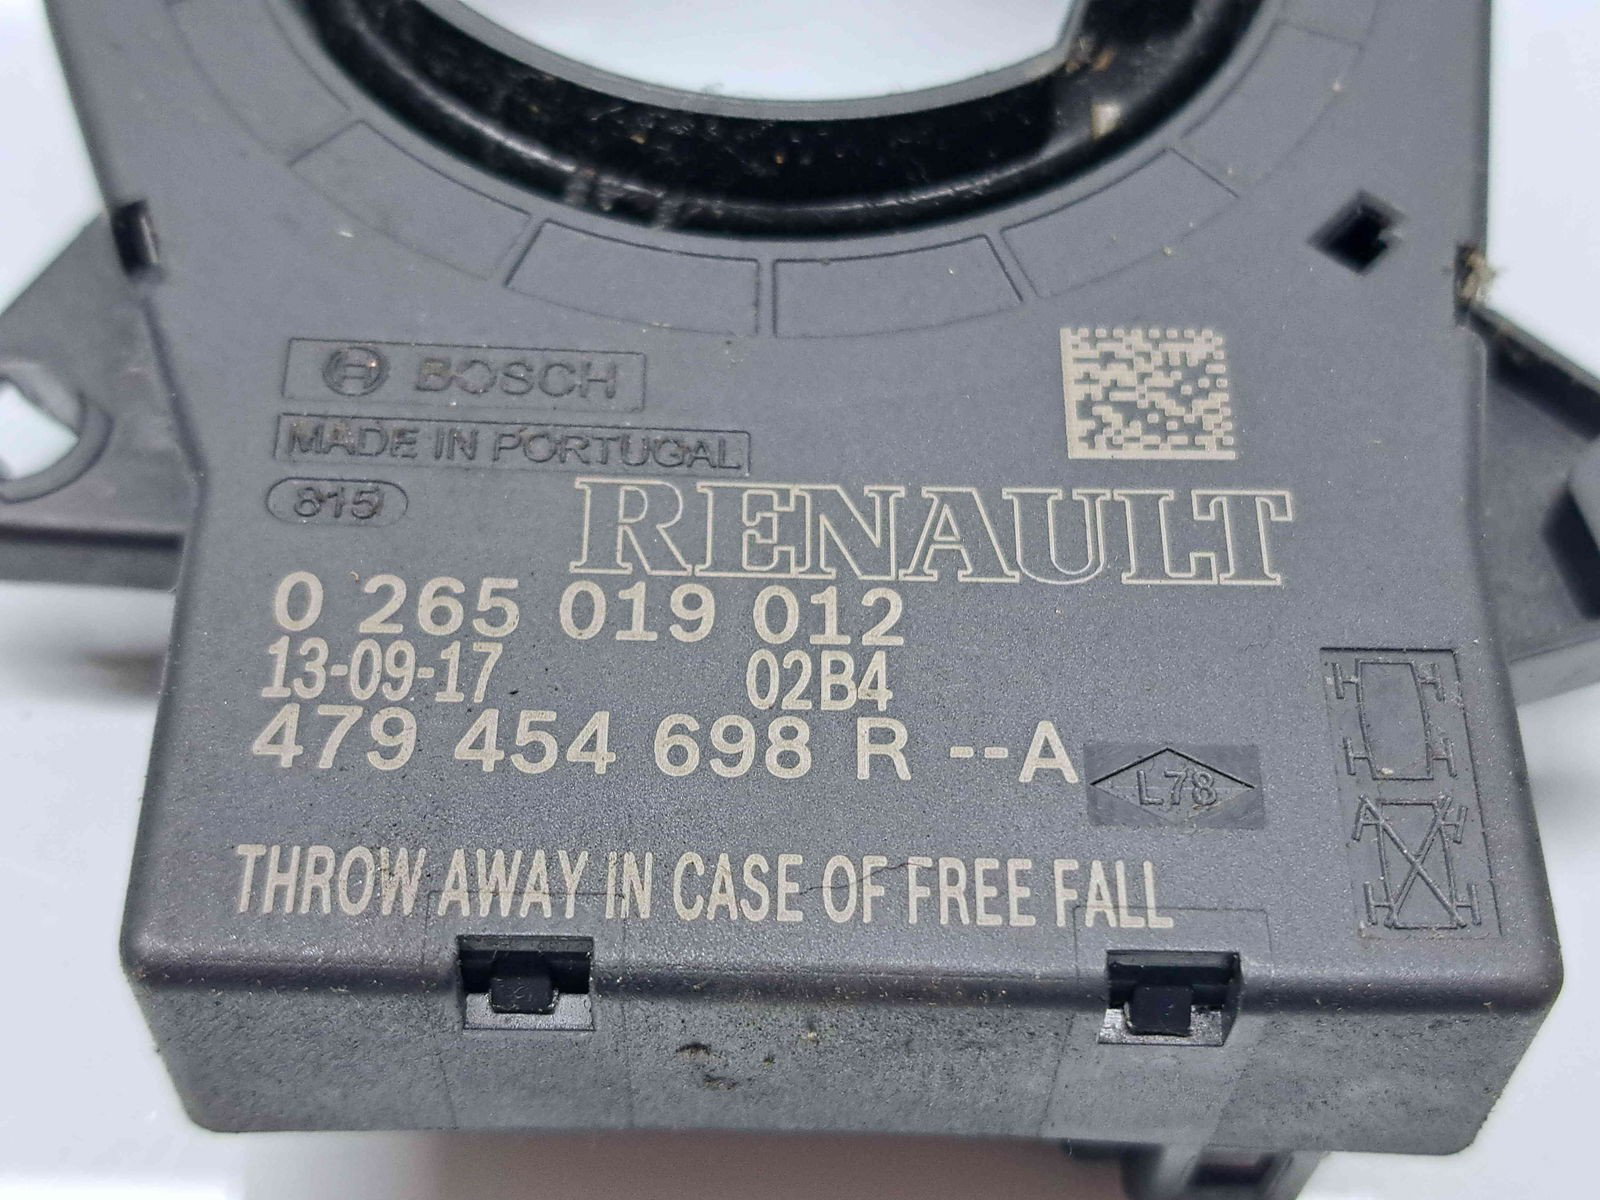 BOSCH
MADE IN PORTUGAL
815
RENAULT
0 265 019 012
13-09-17 02B4
479 454 698 R --A
L78
THROW AWAY IN CASE OF FREE FALL